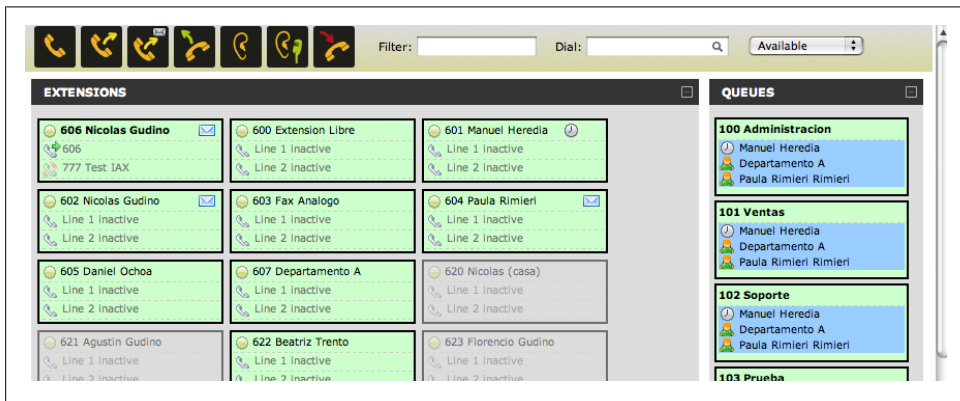 Filter:
Dial:
Available
EXTENSIONS
606 Nicolas Gudino
606
777 Test IAX
600 Extension Libre
Line 1 inactive
Line 2 inactive
601 Manuel Heredia
Line 1 inactive
Line 2 inactive
602 Nicolas Gudino
Line 1 inactive
Line 2 inactive
603 Fax Analogo
Line 1 inactive
Line 2 inactive
604 Paula Rimieri
Line 1 inactive
Line 2 inactive
605 Daniel Ochoa
Line 1 inactive
Line 2 inactive
607 Departamento A
Line 1 inactive
Line 2 inactive
620 Nicolas (casa)
Line 1 inactive
Line 2 inactive
621 Agustin Gudino
Line 1 inactive
Line 2 inactive
622 Beatriz Trento
Line 1 inactive
Line 2 inactive
623 Florencio Gudino
Line 1 inactive
Line 2 inactive
QUEUES
100 Administracion
Manuel Heredia
Departamento A
Paula Rimieri Rimieri
101 Ventas
Manuel Heredia
Departamento A
Paula Rimieri Rimieri
102 Soporte
Manuel Heredia
Departamento A
Paula Rimieri Rimieri
103 Prueba